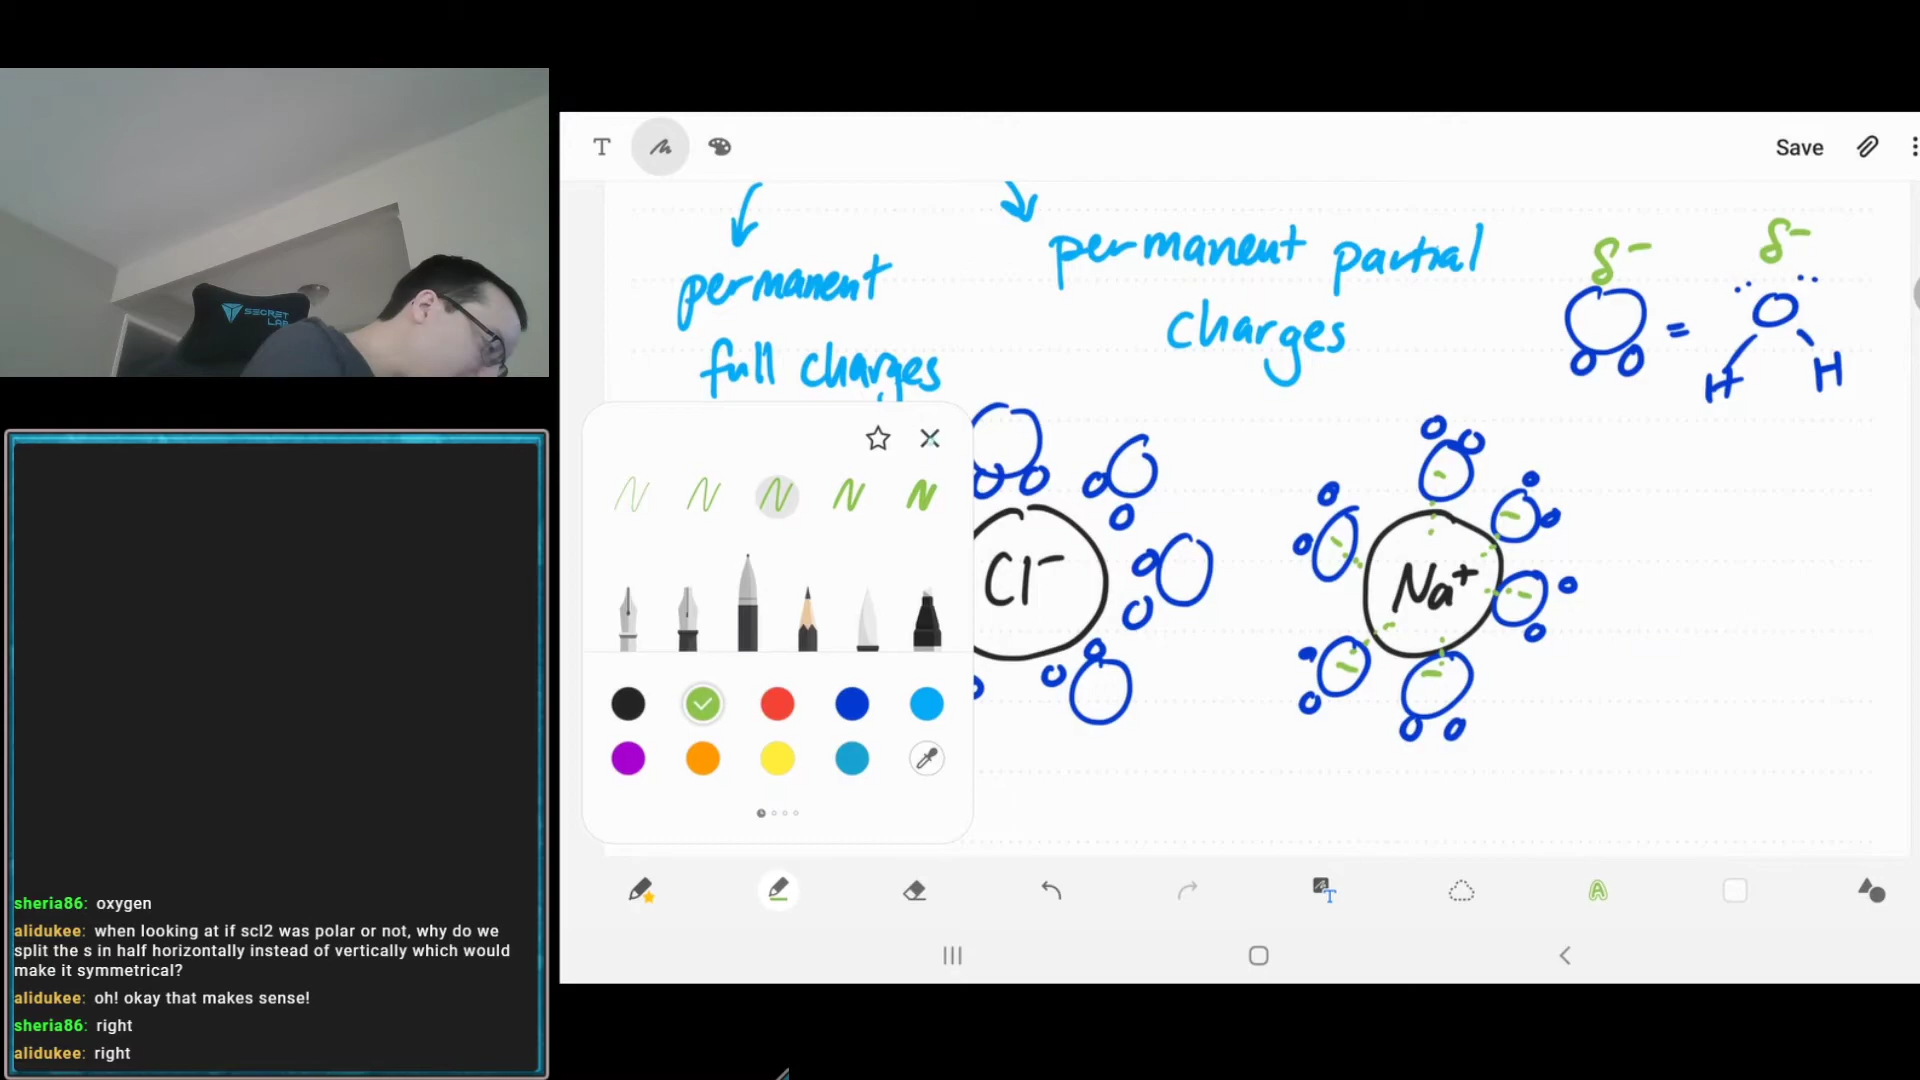 SECRET
LAB
T
Save
permanent
full charges
permanent partial
charges
δ−
δ−
=
O
H
H
Cl−
Na+
T
A
sheria86: oxygen
alidukee: when looking at if scl2 was polar or not, why do we
split the s in half horizontally instead of vertically which would
make it symmetrical?
alidukee: oh! okay that makes sense!
sheria86: right
alidukee: right